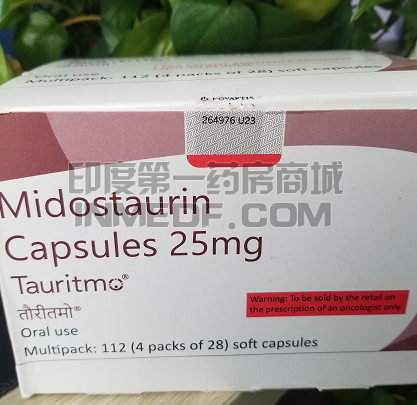 Oral use
Multipack: 112 (4 packs of 28) soft capsules
NOVARTIS
264976 U23
印度第一药房商城
INMEDF.COM
Midostaurin
Capsules 25mg
Tauritmo®
तौरीतमो®
Warning: To be sold by the retail on
the prescription of an oncologist only.
Oral use
Multipack: 112 (4 packs of 28) soft capsules